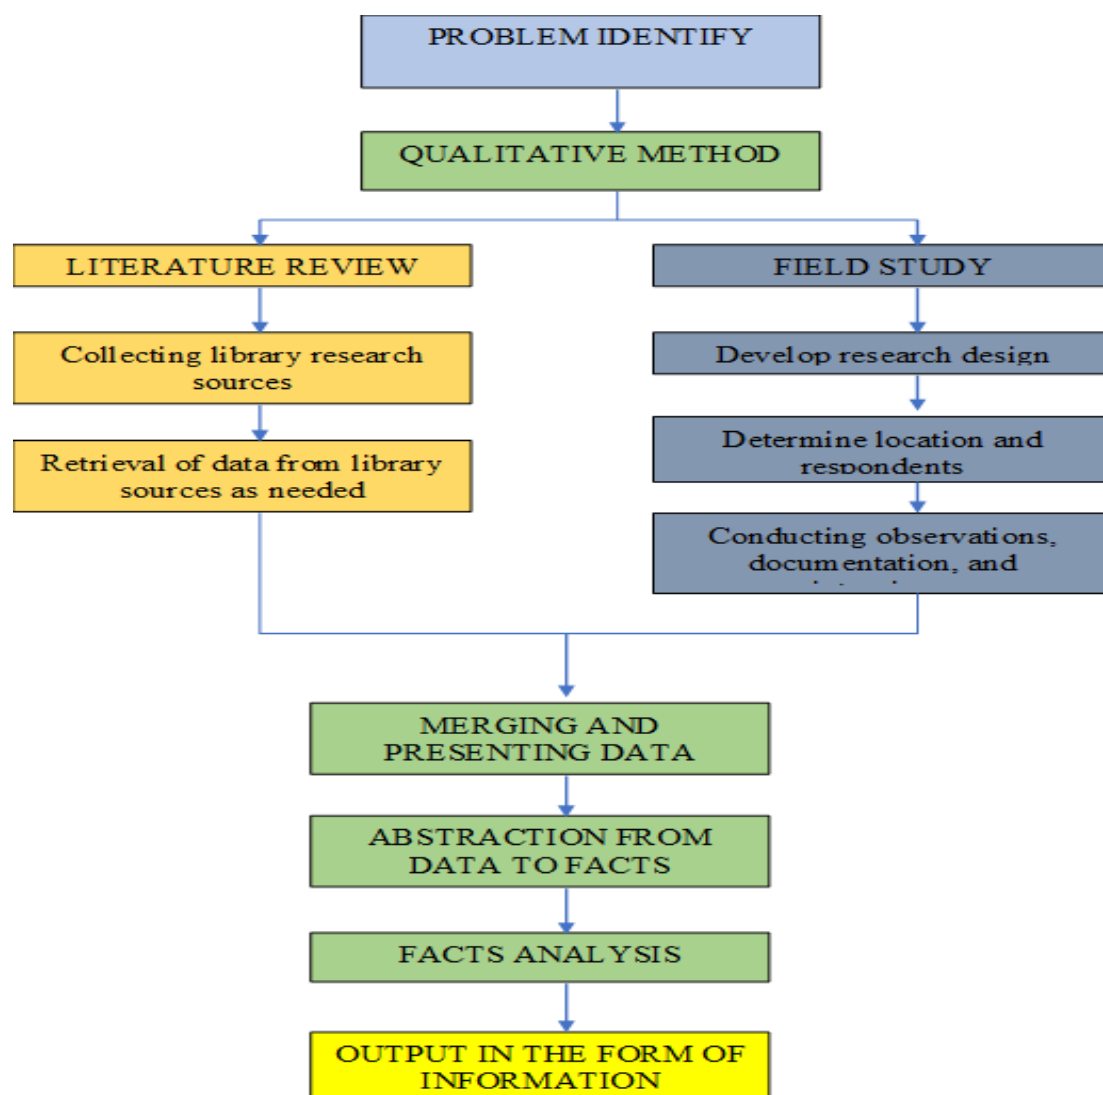 PROBLEM IDENTIFY
QUALITATIVE METHOD
LITERATURE REVIEW
FIELD STUDY
Collecting library research
sources
Develop research design
Retrieval of data from library
sources as needed
Determine location and
respondents
Conducting observations,
documentation, and
MERGING AND
PRESENTING DATA
ABSTRACTION FROM
DATA TO FACTS
FACTS ANALYSIS
OUTPUT IN THE FORM OF
INFORMATION